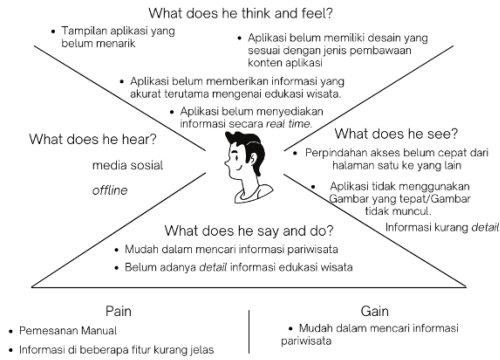 What does he think and feel?
• Tampilan aplikasi yang
belum menarik
• Aplikasi belum memiliki desain yang
sesuai dengan jenis pembawaan
konten aplikasi
• Aplikasi belum memberikan informasi yang
akurat terutama mengenai edukasi wisata.
• Aplikasi belum menyediakan
informasi secara real time.
What does he hear?
media sosial
offline
What does he see?
• Perpindahan akses belum cepat dari
halaman satu ke yang lain
• Aplikasi tidak menggunakan
Gambar yang tepat/Gambar
tidak muncul.
Informasi kurang detail
What does he say and do?
• Mudah dalam mencari informasi pariwisata
• Belum adanya detail informasi edukasi wisata
Pain
• Pemesanan Manual
• Informasi di beberapa fitur kurang jelas
Gain
• Mudah dalam mencari informasi
pariwisata